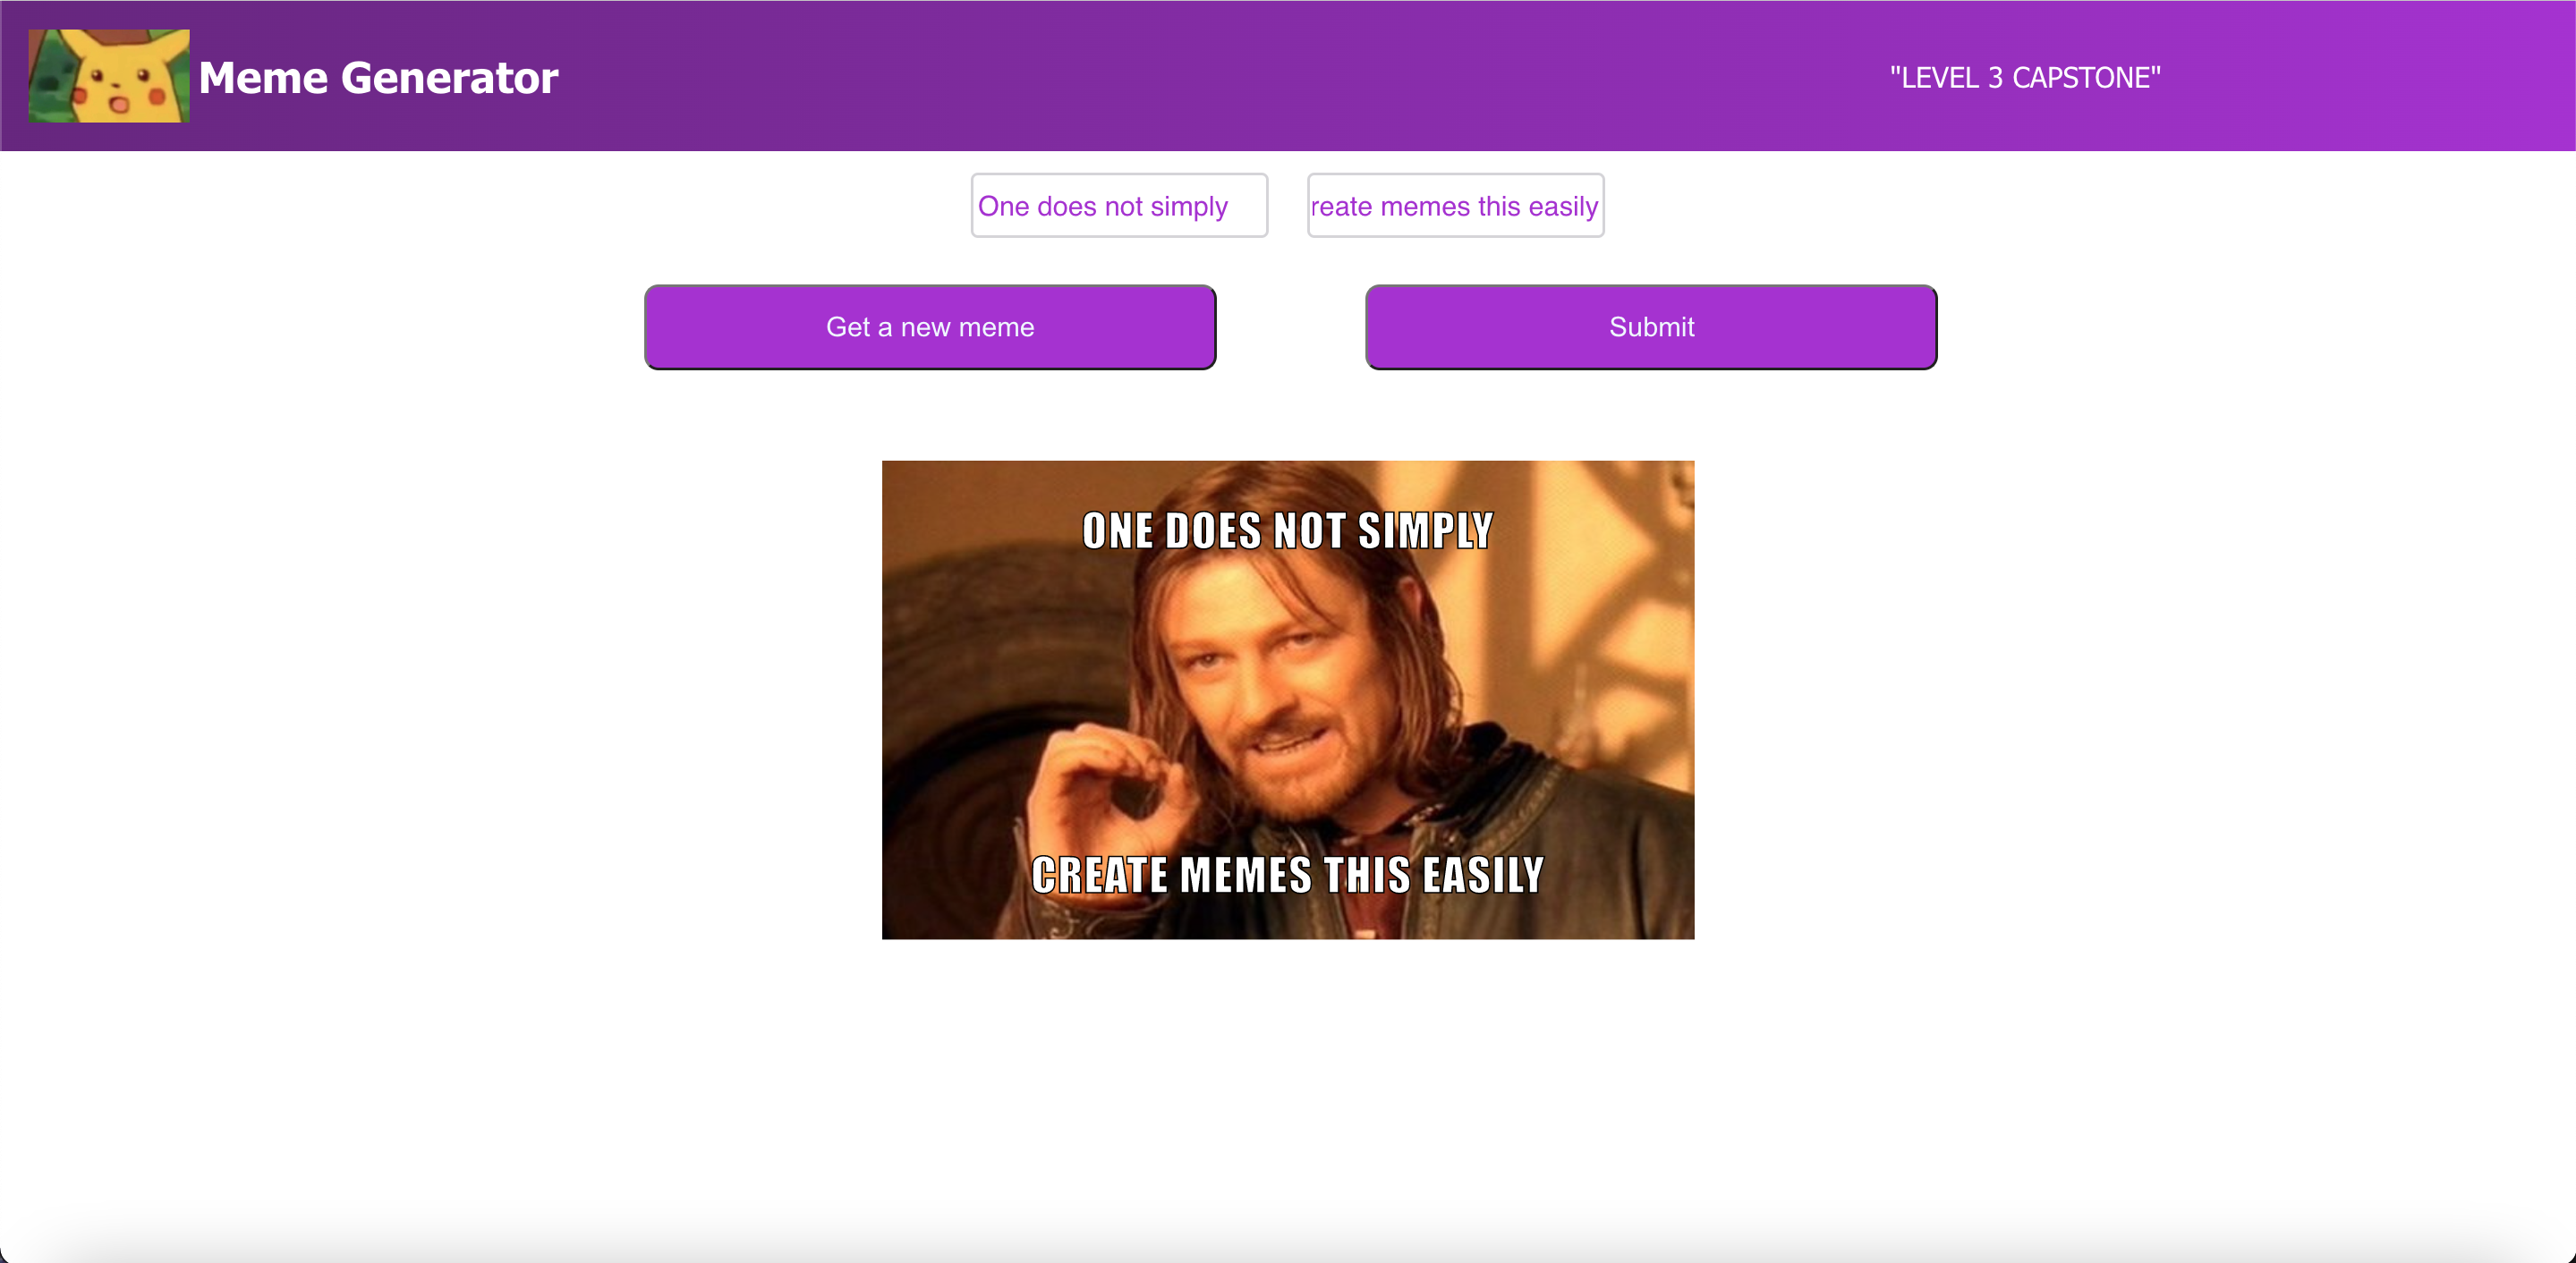 Meme Generator
"LEVEL 3 CAPSTONE"
One does not simply
reate memes this easily
Get a new meme
Submit
ONE DOES NOT SIMPLY
CREATE MEMES THIS EASILY